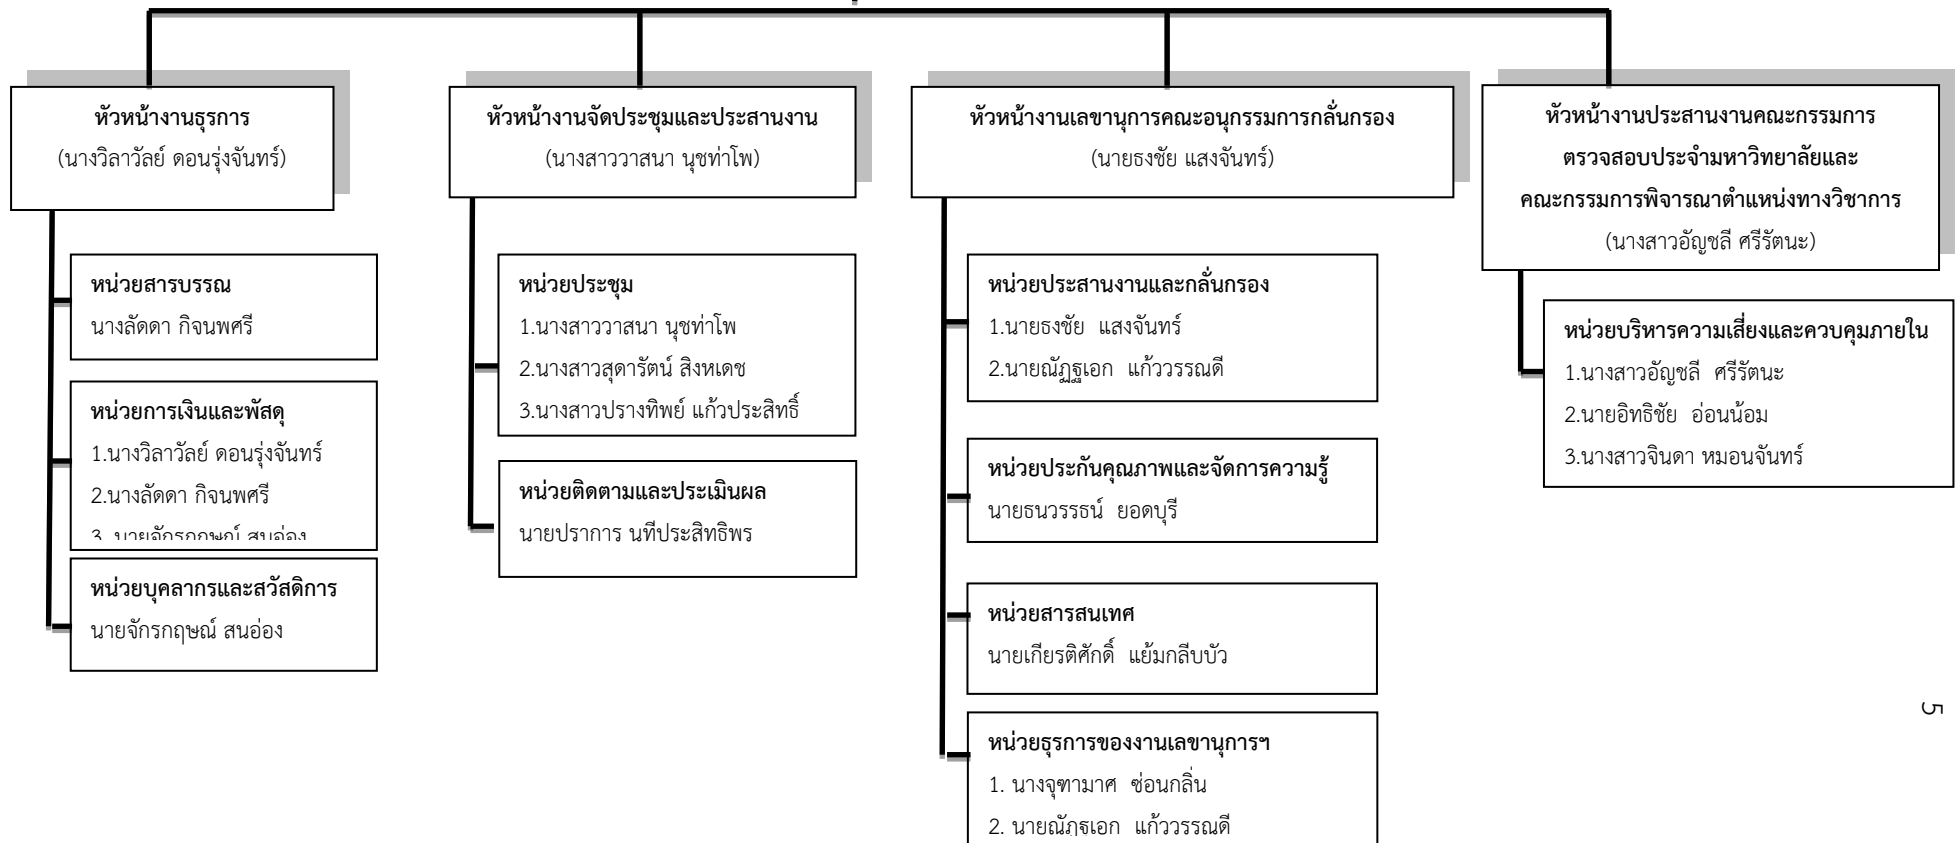 หัวหน้างานธุรการ
(นางวิลาวัลย์ ดอนรุ่งจันทร์)
หน่วยสารบรรณ
นางลัดดา กิจนพศรี
หน่วยการเงินและพัสดุ
1.นางวิลาวัลย์ ดอนรุ่งจันทร์
2.นางลัดดา กิจนพศรี
3. นายจักรกฤษณ์ สนอ่อง
หน่วยบุคลากรและสวัสดิการ
นายจักรกฤษณ์ สนอ่อง
หัวหน้างานจัดประชุมและประสานงาน
(นางสาววาสนา นุชท่าโพ)
หน่วยประชุม
1.นางสาววาสนา นุชท่าโพ
2.นางสาวสุดารัตน์ สิงหเดช
3.นางสาวปรางทิพย์ แก้วประสิทธิ์
หน่วยติดตามและประเมินผล
นายปราการ นทีประสิทธิพร
หัวหน้างานเลขานุการคณะอนุกรรมการกลั่นกรอง
(นายธงชัย แสงจันทร์)
หน่วยประสานงานและกลั่นกรอง
1.นายธงชัย แสงจันทร์
2.นายณัฏฐเอก แก้ววรรณดี
หน่วยประกันคุณภาพและจัดการความรู้
นายธนวรรธน์ ยอดบุรี
หน่วยสารสนเทศ
นายเกียรติศักดิ์ แย้มกลีบบัว
หน่วยธุรการของงานเลขานุการฯ
1. นางจุฑามาศ ซ่อนกลิ่น
2. นายณัฏฐเอก แก้ววรรณดี
หัวหน้างานประสานงานคณะกรรมการ
ตรวจสอบประจำมหาวิทยาลัยและ
คณะกรรมการพิจารณาตำแหน่งทางวิชาการ
(นางสาวอัญชลี ศรีรัตนะ)
หน่วยบริหารความเสี่ยงและควบคุมภายใน
1.นางสาวอัญชลี ศรีรัตนะ
2.นายอิทธิชัย อ่อนน้อม
3.นางสาวจินดา หมอนจันทร์
5